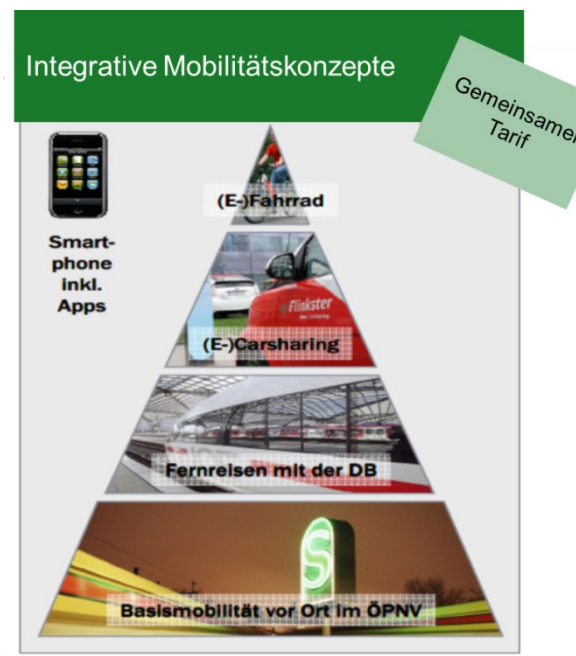 Integrative Mobilitätskonzepte
Gemeinsamer
Tarif
Smart-
phone
inkl.
Apps
(E-)Fahrrad
Flinkster
(E-)Carsharing
Fernreisen mit der DB
S
Basismobilität vor Ort im ÖPNV